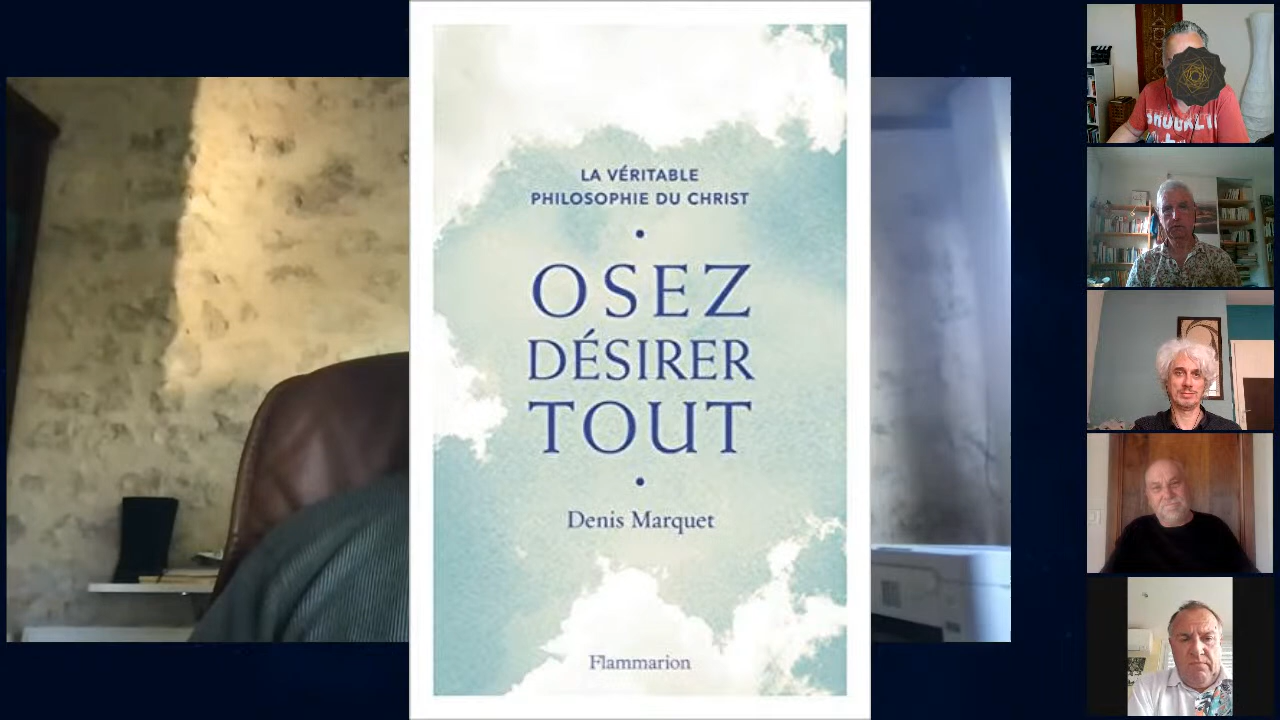 LA VÉRITABLE
PHILOSOPHIE DU CHRIST
•
OSEZ
DÉSIRER
TOUT
•
Denis Marquet
Flammarion